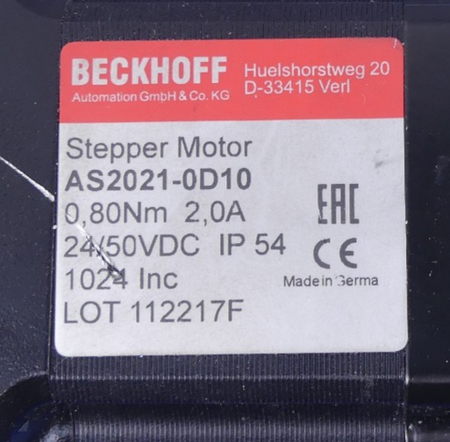 BECKHOFF
Automation GmbH & Co. KG
Huelshorstweg 20
D-33415 Verl
Stepper Motor
AS2021-0D10
0,80Nm 2,0A
24/50VDC IP 54
1024 Inc
LOT 112217F
EAC
CE
Made in Germa